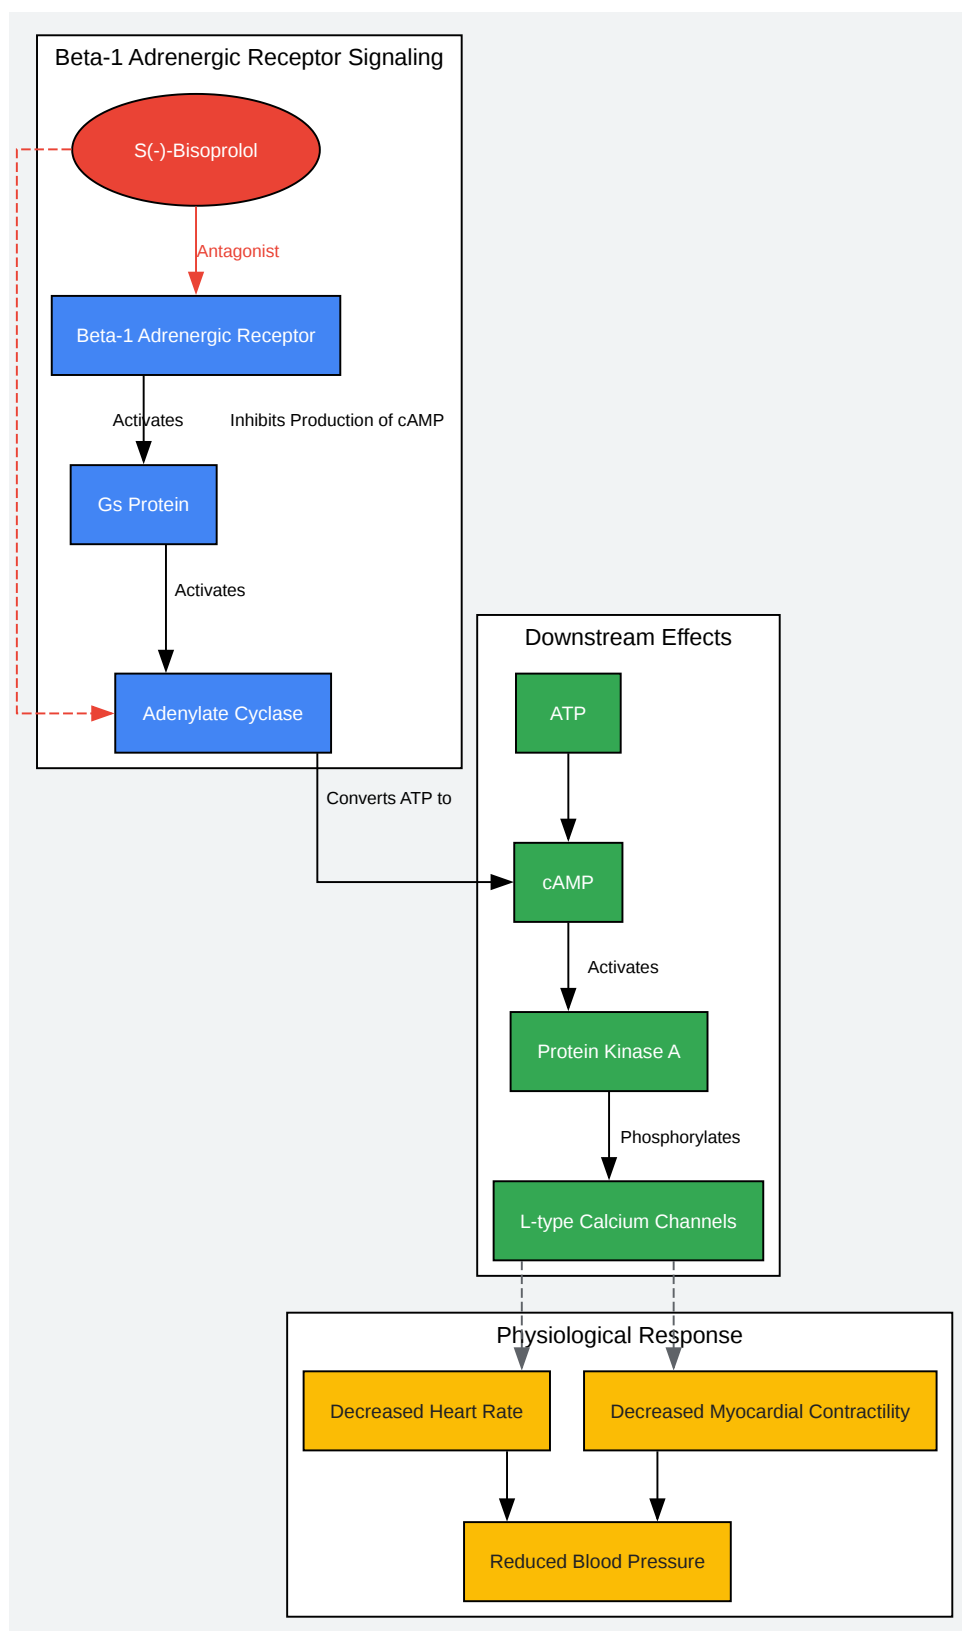 Beta-1 Adrenergic Receptor Signaling
S(-)-Bisoprolol
Antagonist
Beta-1 Adrenergic Receptor
Activates
Inhibits Production of cAMP
Gs Protein
Activates
Adenylate Cyclase
Converts ATP to
Downstream Effects
ATP
cAMP
Activates
Protein Kinase A
Phosphorylates
L-type Calcium Channels
Physiological Response
Decreased Heart Rate
Decreased Myocardial Contractility
Reduced Blood Pressure